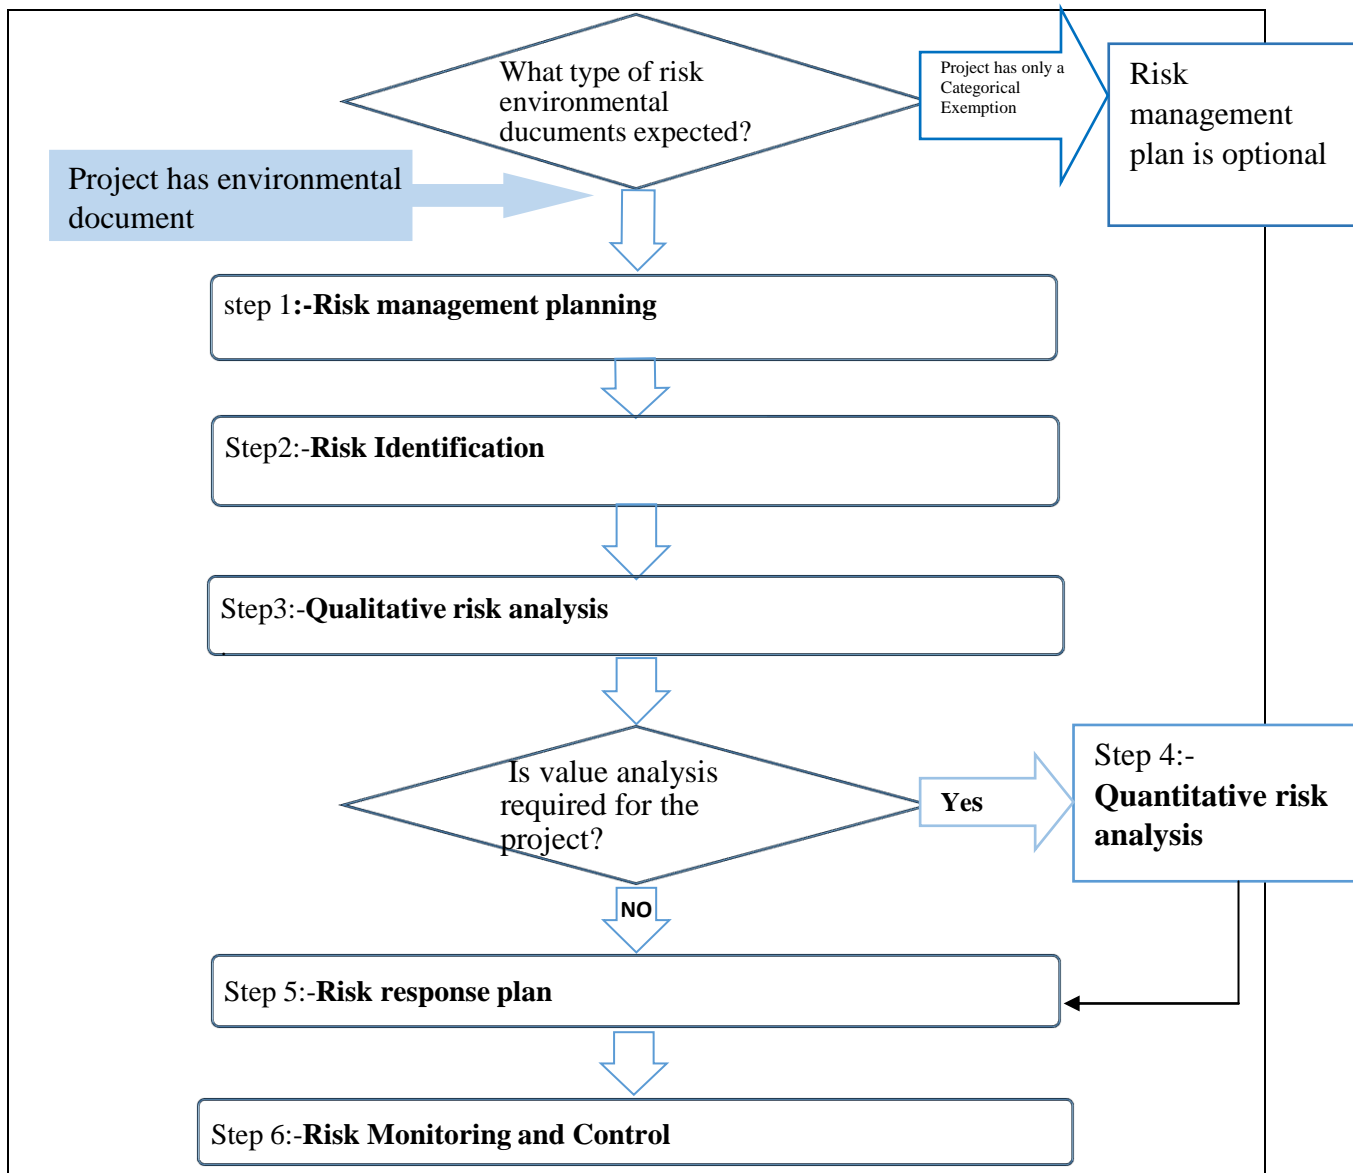 What type of risk
environmental
ducuments expected?
Project has only a
Categorical
Exemption
Risk
management
plan is optional
Project has environmental
document
step 1:-Risk management planning
Step2:-Risk Identification
Step3:-Qualitative risk analysis
.
Is value analysis
required for the
project?
Yes
Step 4:-
Quantitative risk
analysis
NO
Step 5:-Risk response plan
Step 6:-Risk Monitoring and Control